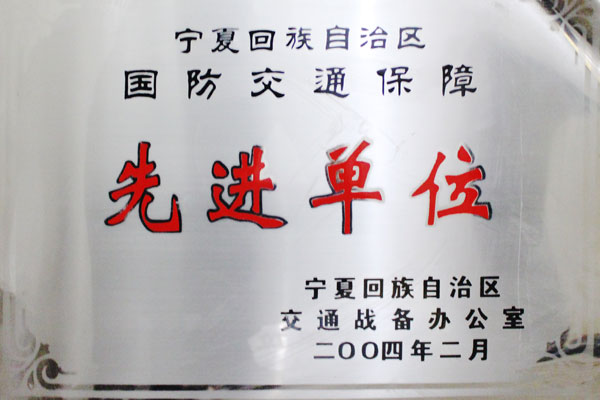 宁夏回族自治区
国防交通保障
先进单位
宁夏回族自治区
交通战备办公室
二OO四年二月